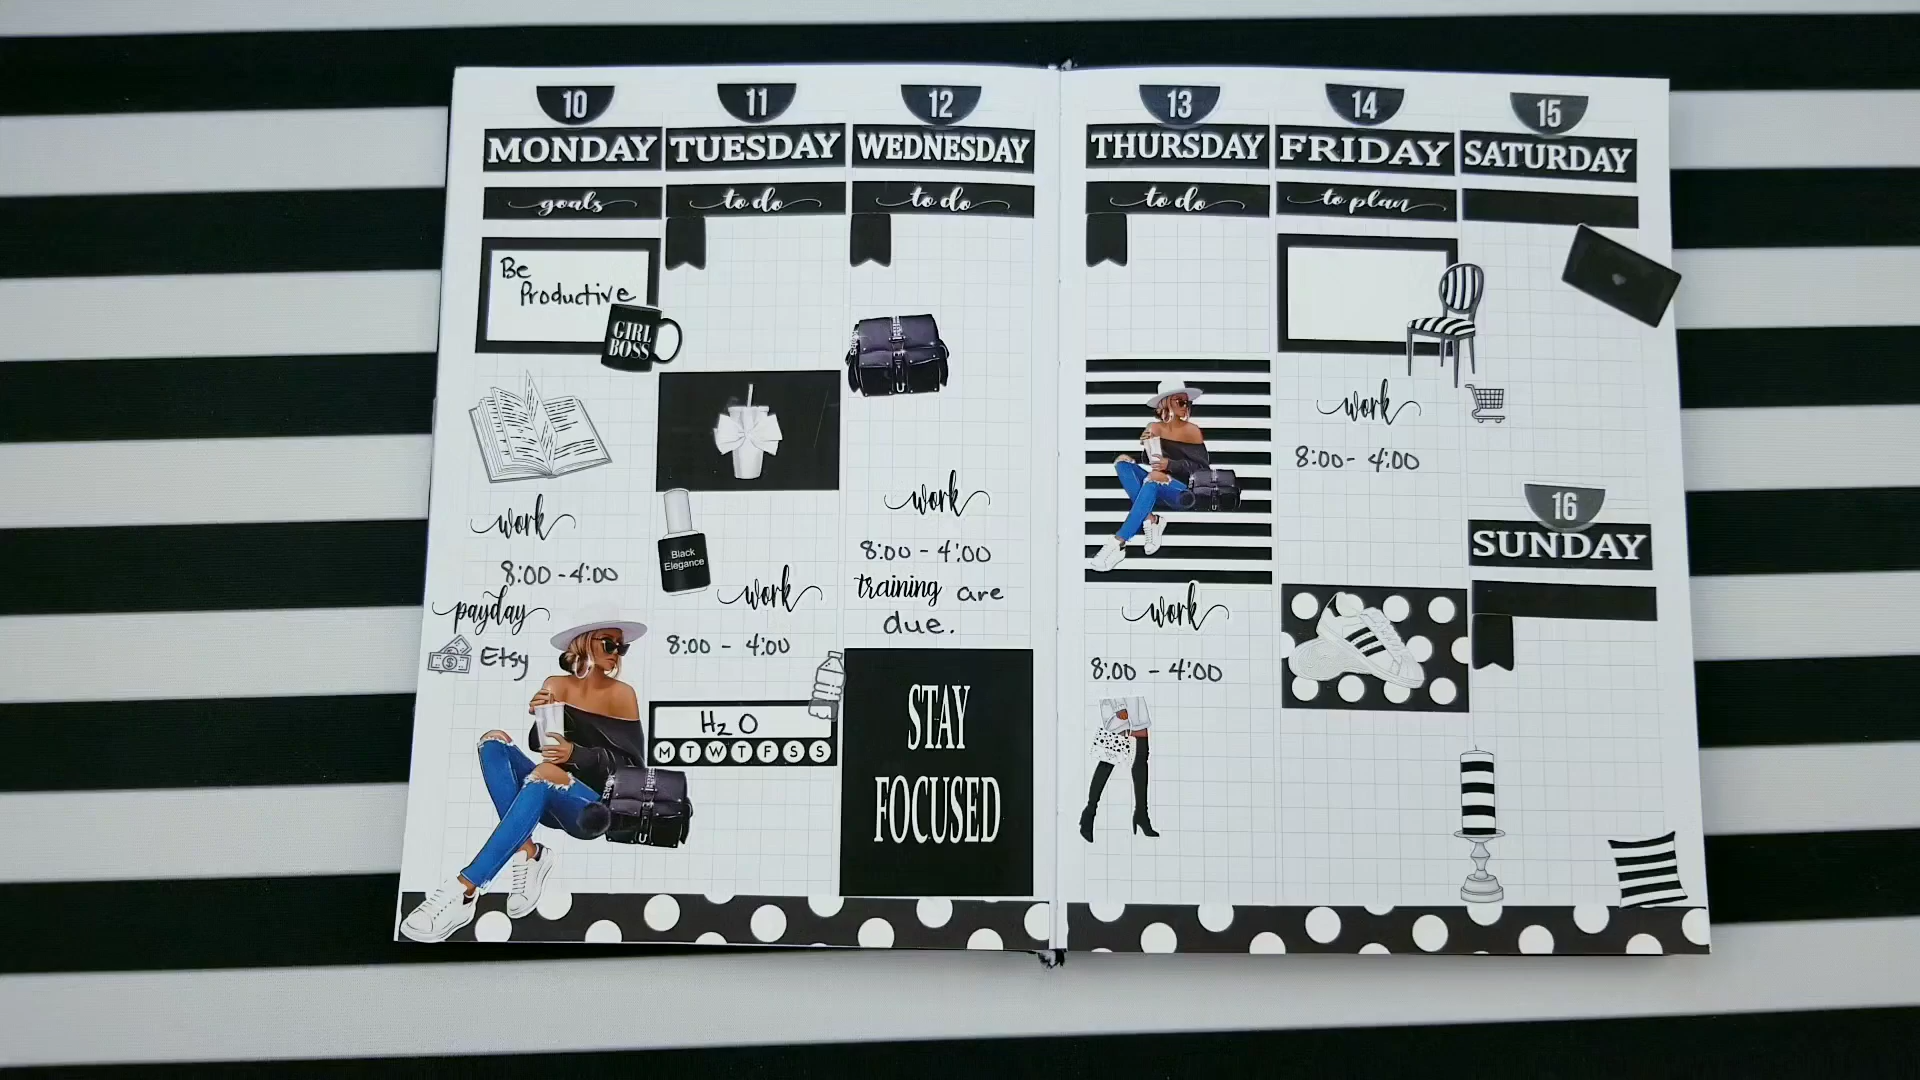 10
MONDAY
goals
Be
Productive
GIRL
BOSS
work
8:00 - 4:00
payday
Etsy
11
TUESDAY
to do
Black
Elegance
work
8:00 - 4:00
H2O
M T W T F S S
12
WEDNESDAY
to do
work
8:00 - 4:00
training are
due.
STAY
FOCUSED
13
THURSDAY
to do
work
8:00 - 4:00
14
FRIDAY
to plan
work
8:00 - 4:00
15
SATURDAY
16
SUNDAY